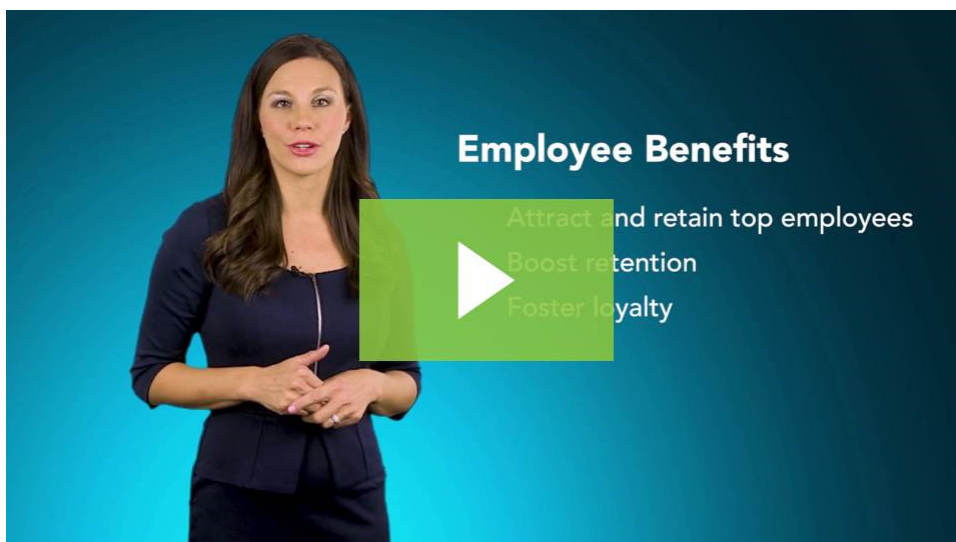 Employee Benefits
Attract and retain top employees
Boost retention
Foster loyalty